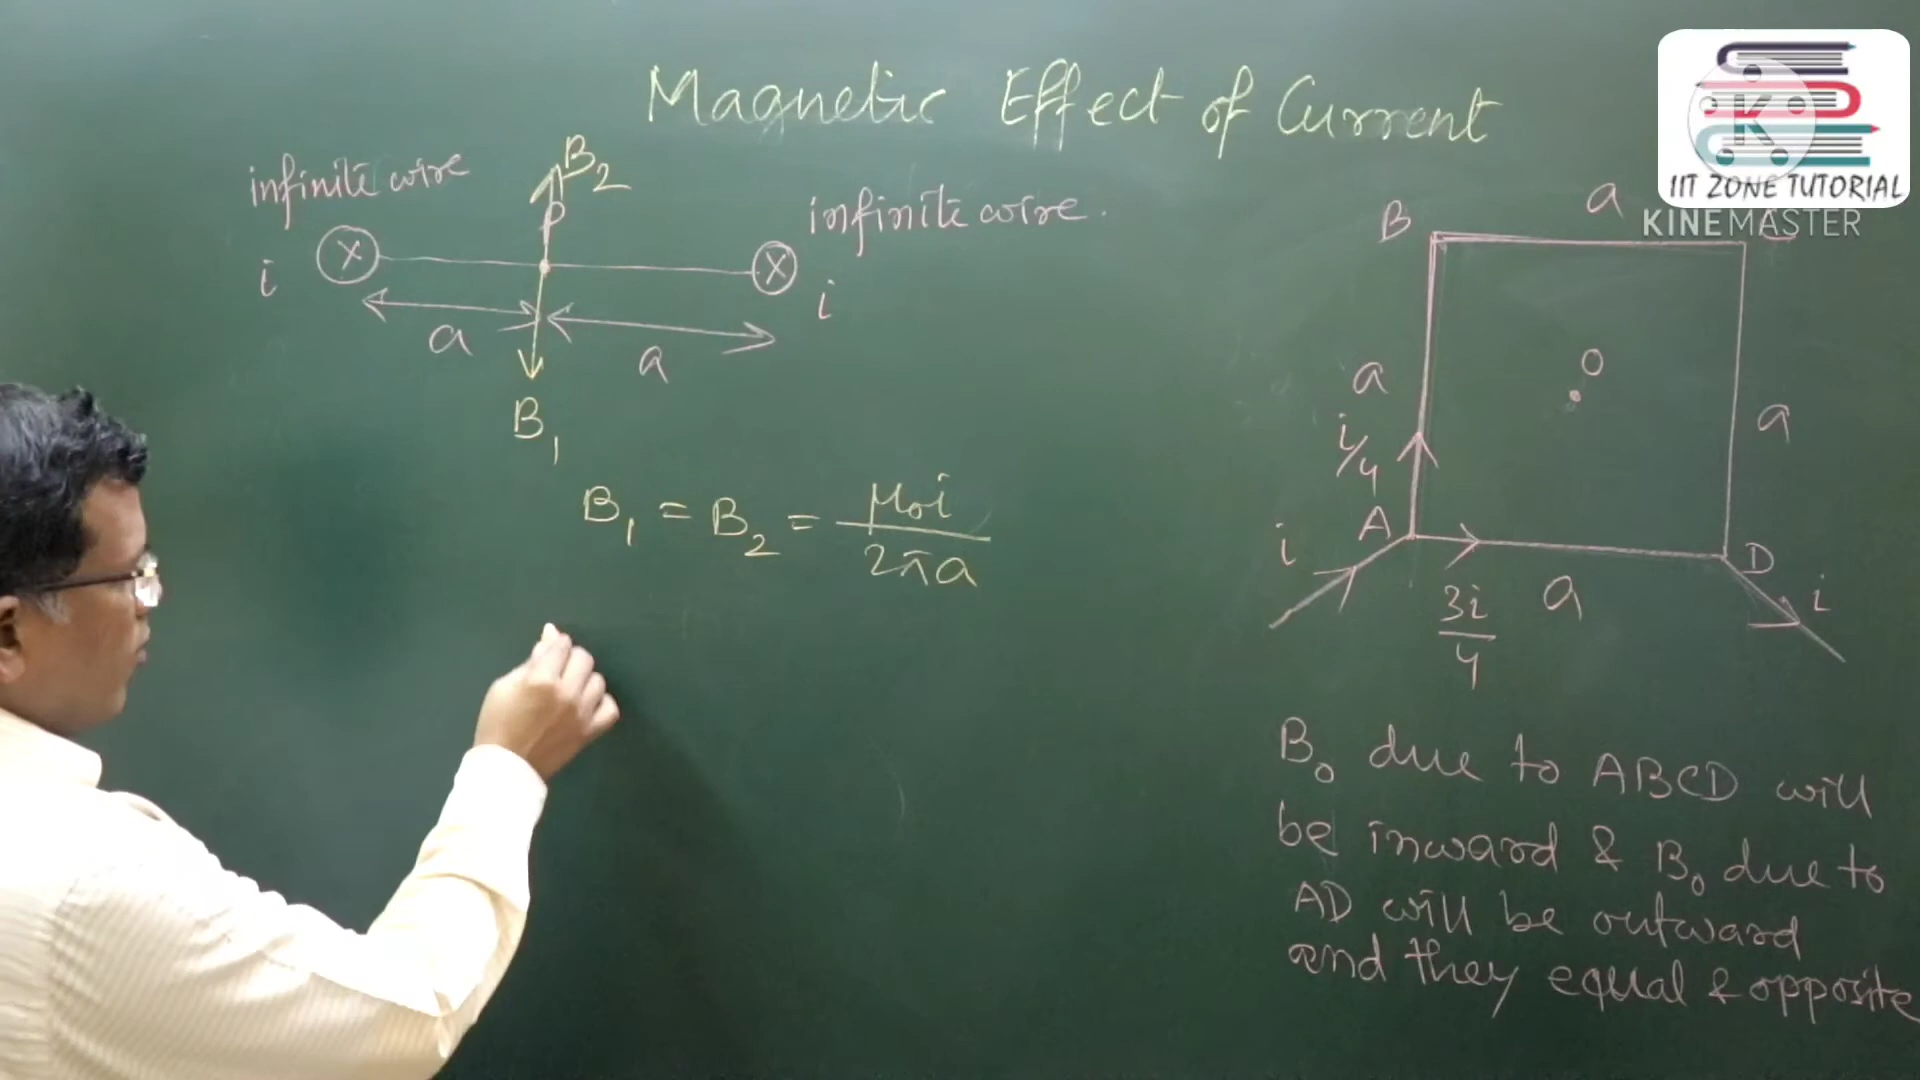 Magnetic Effect of Current
IIT ZONE TUTORIAL
KINEMASTER
K
infinite wire
B2
P
infinite wire.
X
X
i
i
a
a
B1
B1 = B2 = μ0i
2πa
B
a
C
a
O
a
i/4
A
i
D
i
3i
4
a
B0 due to ABCD will
be inward & B0 due to
AD will be outward
and they equal & opposite